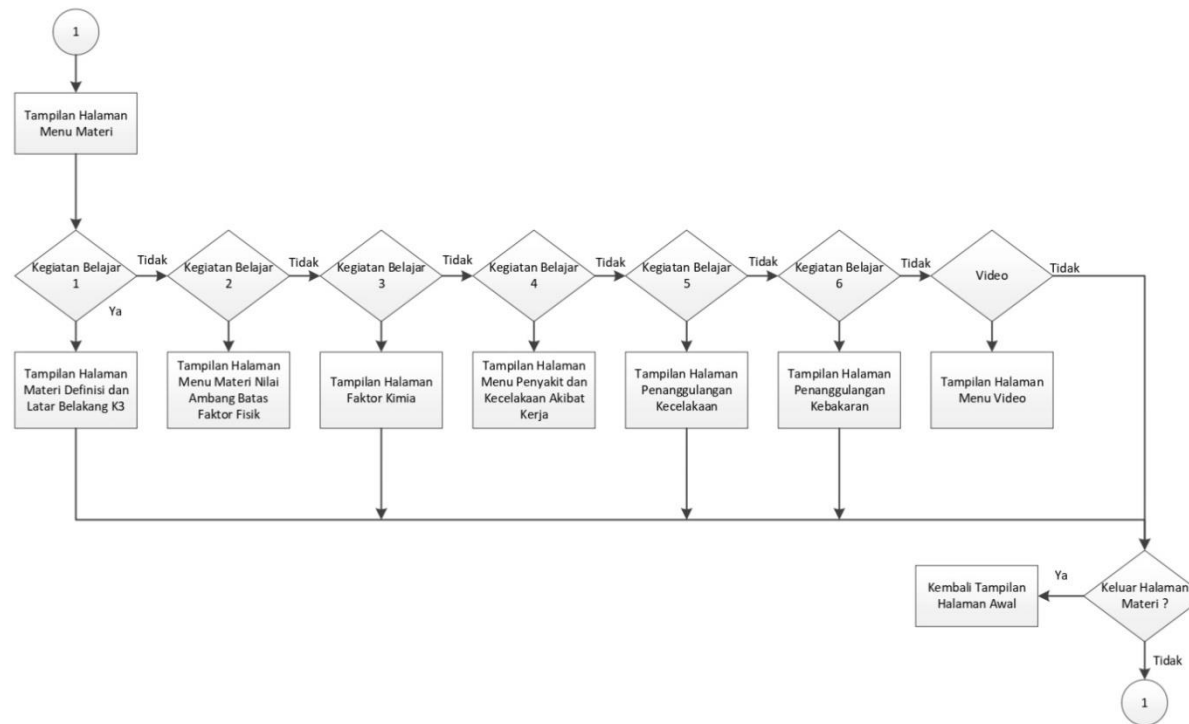 1
Tampilan Halaman
Menu Materi
Kegiatan Belajar
1
Tidak
Kegiatan Belajar
2
Tidak
Kegiatan Belajar
3
Tidak
Kegiatan Belajar
4
Tidak
Kegiatan Belajar
5
Tidak
Kegiatan Belajar
6
Tidak
Video
Tidak
Ya
Tampilan Halaman
Materi Definisi dan
Latar Belakang K3
Tampilan Halaman
Menu Materi Nilai
Ambang Batas
Faktor Fisik
Tampilan Halaman
Faktor Kimia
Tampilan Halaman
Menu Penyakit dan
Kecelakaan Akibat
Kerja
Tampilan Halaman
Penanggulangan
Kecelakaan
Tampilan Halaman
Penanggulangan
Kebakaran
Tampilan Halaman
Menu Video
Kembali Tampilan
Halaman Awal
Ya
Keluar Halaman
Materi ?
Tidak
1